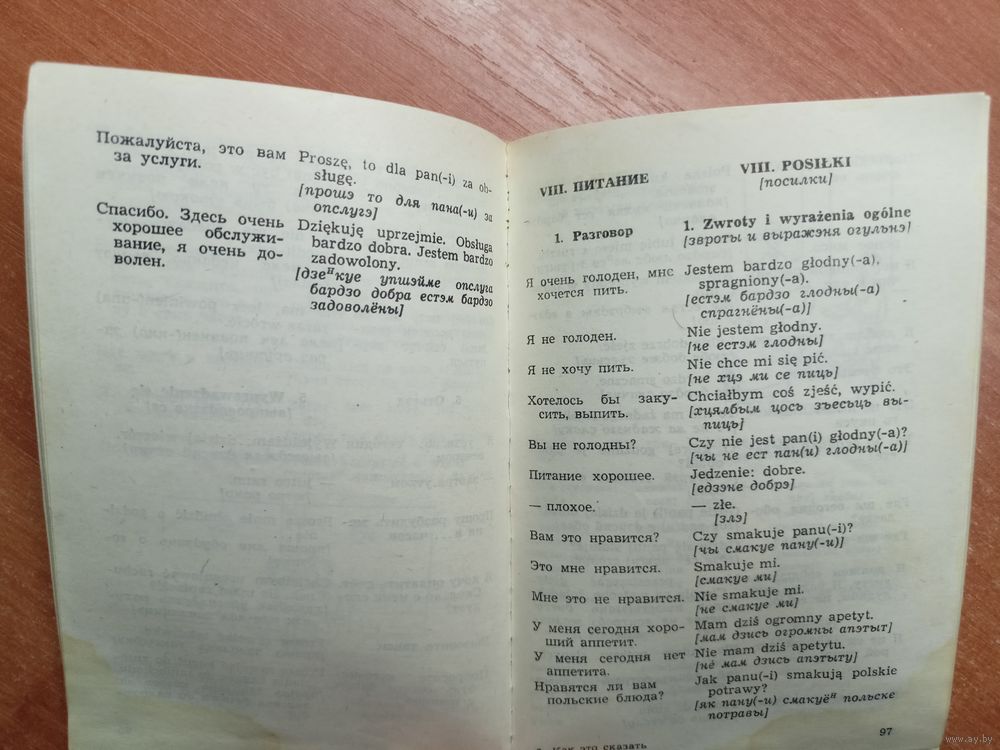 Пожалуйста, это вам
за услуги.
Proszę, to dla pan(-i) za ob-
sługę.
[прошэ то для пана(-и) за
опслугэ]
Спасибо. Здесь очень
хорошее обслужи-
вание, я очень до-
волен.
Dziękuję uprzejmie. Obsługa
bardzo dobra. Jestem bardzo
zadowolony.
[дзенкуе упшэйме опслуга
бардзо добра естэм бардзо
задоволёны]
VIII. ПИТАНИЕ
VIII. POSIŁKI
[посилки]
1. Разговор
1. Zwroty i wyrażenia ogólne
[звроты и выражэня огульнэ]
Я очень голоден, мне
хочется пить.
Jestem bardzo głodny(-a).
spragniony(-a).
[естэм бардзо глодны(-а)
спрагнёны(-а)]
Я не голоден.
Nie jestem głodny.
[не естэм глодны]
Я не хочу пить.
Nie chce mi się pić.
[не хцэ ми се пиць]
Хотелось бы заку-
сить, выпить.
Chciałbym coś zjeść, wypić.
[хцялбым цось зъесьць вы-
пиць]
Вы не голодны?
Czy nie jest pan(i) głodny(-a)?
[чы не ест пан(и) глодны(-а)]
Питание хорошее.
Jedzenie: dobre.
[едзэне добрэ]
— плохое.
— złe.
[злэ]
Вам это нравится?
Czy smakuje panu(-i)?
[чы смакуе пану(-и)]
Это мне нравится.
Smakuje mi.
[смакуе ми]
Мне это не нравится.
Nie smakuje mi.
[не смакуе ми]
У меня сегодня хоро-
ший аппетит.
Mam dziś ogromny apetyt.
[мам дзись огромны апэтыт]
У меня сегодня нет
аппетита.
Nie mam dziś apetytu.
[не мам дзись апэтыту]
Нравятся ли вам
польские блюда?
Jak panu(-i) smakują polskie
potrawy?
[як пану(-и) смакуён польске
потравы]
97
Как это сказать
www.ay.by